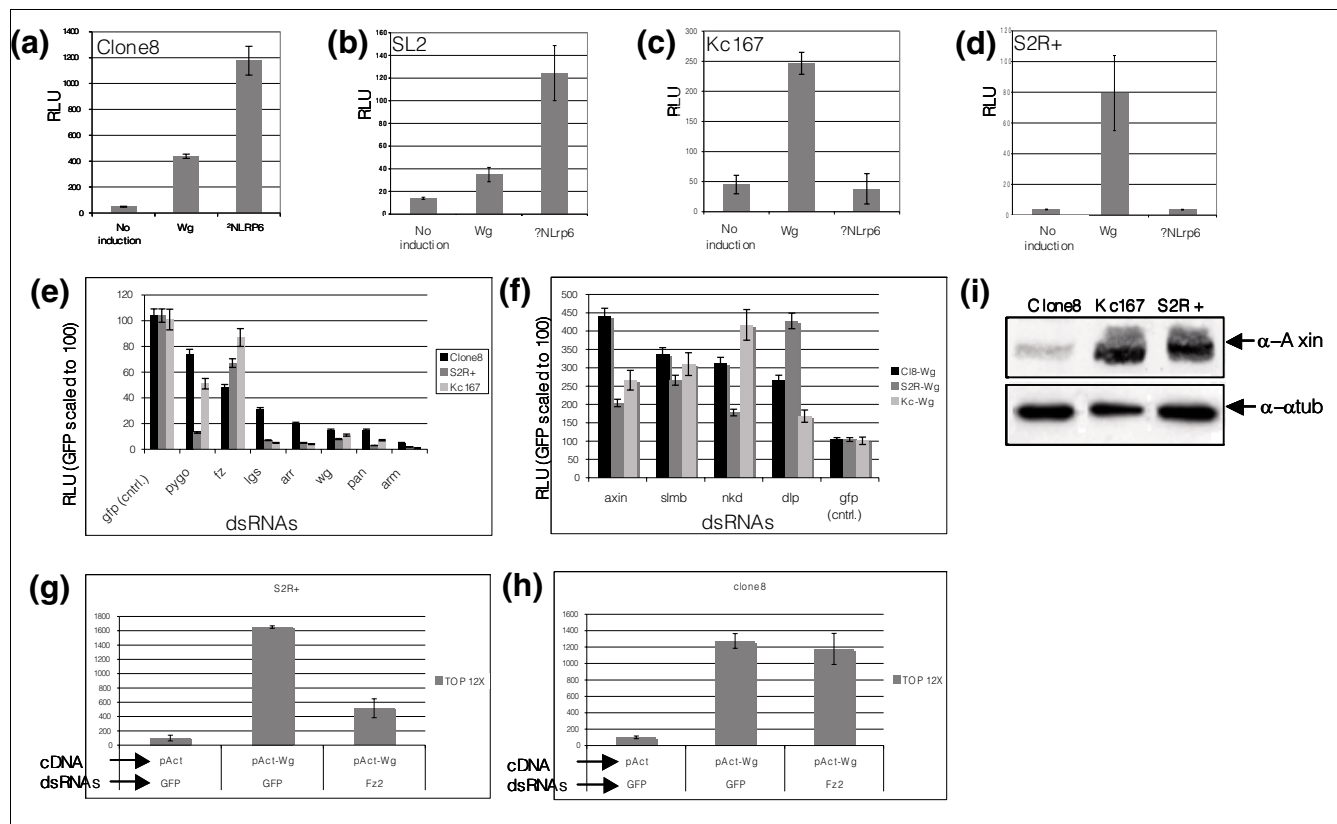 (a)
Clone8
RLU
1400
1200
1000
800
600
400
200
0
No induction
Wg
²NLRP6
(b)
SL2
RLU
160
140
120
100
80
60
40
20
0
No induction
Wg
?NLrp6
(c)
Kc167
RLU
300
250
200
150
100
50
0
No induction
Wg
?NLrp6
(d)
S2R+
RLU
120
100
80
60
40
20
0
No induction
Wg
?NLrp6
(e)
RLU (GFP scaled to 100)
120
100
80
60
40
20
0
gfp (cntrl.)
pygo
fz
lgs
arr
wg
pan
arm
dsRNAs
Clone8
S2R+
Kc167
(f)
RLU (GFP scaled to 100)
500
450
400
350
300
250
200
150
100
50
0
axin
slmb
nkd
dlp
gfp (cntrl.)
dsRNAs
Cl8-Wg
S2R-Wg
Kc-Wg
(i)
Clone8 Kc167 S2R+
α-Axin
α-αtub
(g)
S2R+
1800
1600
1400
1200
1000
800
600
400
200
0
TOP 12X
cDNA
pAct
pAct-Wg
pAct-Wg
dsRNAs
GFP
GFP
Fz2
(h)
clone8
1600
1400
1200
1000
800
600
400
200
0
TOP 12X
cDNA
pAct
pAct-Wg
pAct-Wg
dsRNAs
GFP
GFP
Fz2